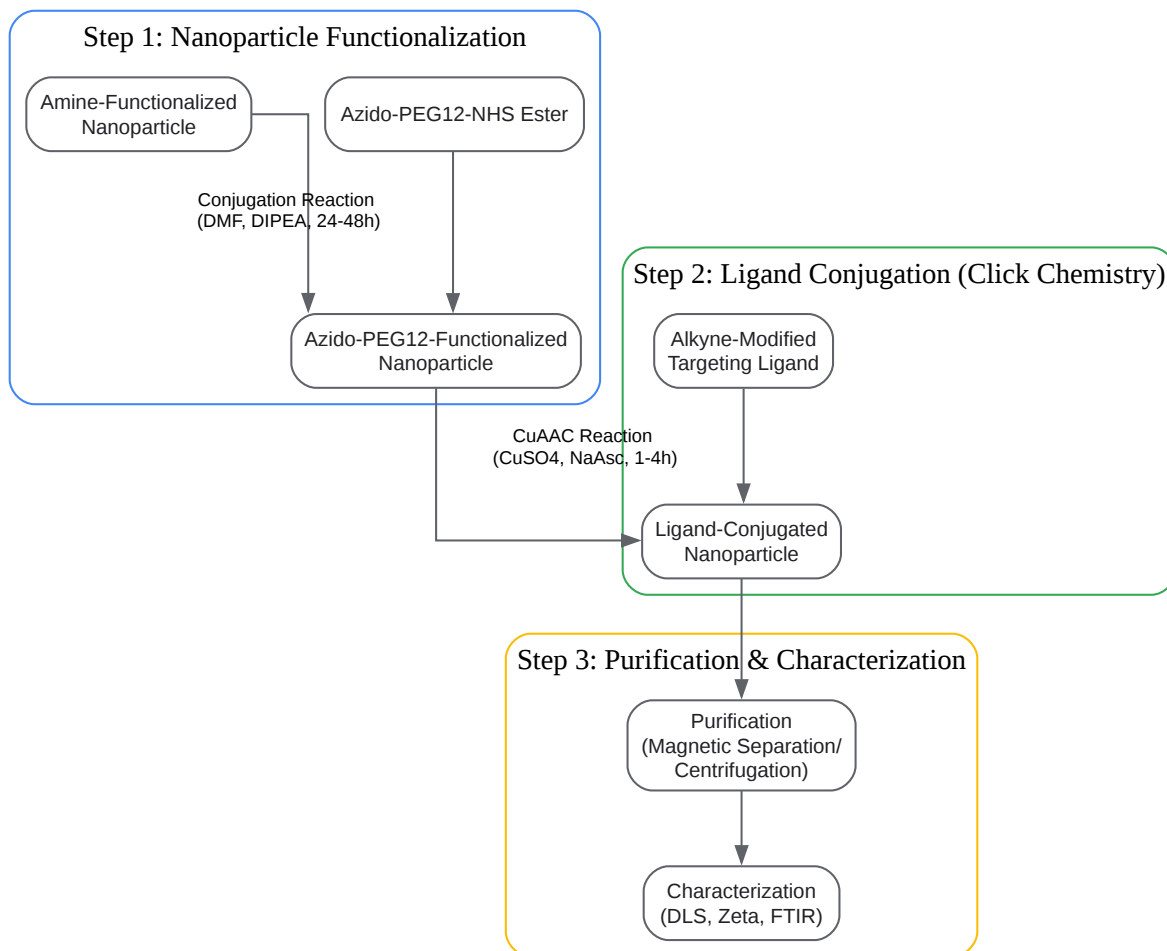 Step 1: Nanoparticle Functionalization
Amine-Functionalized
Nanoparticle
Azido-PEG12-NHS Ester
Conjugation Reaction
(DMF, DIPEA, 24-48h)
Azido-PEG12-Functionalized
Nanoparticle
Step 2: Ligand Conjugation (Click Chemistry)
Alkyne-Modified
Targeting Ligand
CuAAC Reaction
(CuSO4, NaAsc, 1-4h)
Ligand-Conjugated
Nanoparticle
Step 3: Purification & Characterization
Purification
(Magnetic Separation/
Centrifugation)
Characterization
(DLS, Zeta, FTIR)